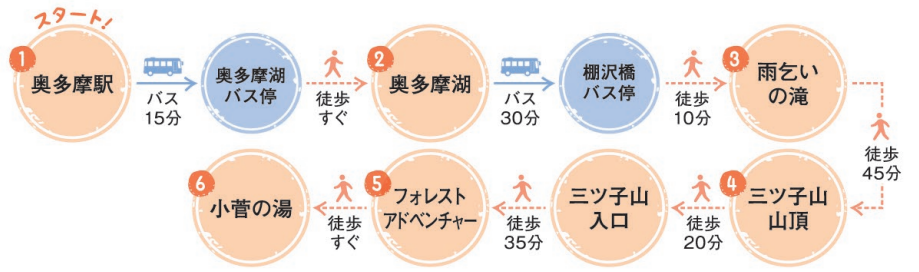 スタート!
1
奥多摩駅
バス
15分
奥多摩湖
バス停
徒歩
すぐ
2
奥多摩湖
バス
30分
棚沢橋
バス停
徒歩
10分
3
雨乞い
の滝
徒歩
45分
4
三ツ子山
山頂
徒歩
20分
三ツ子山
入口
徒歩
35分
5
フォレスト
アドベンチャー
徒歩
すぐ
6
小菅の湯